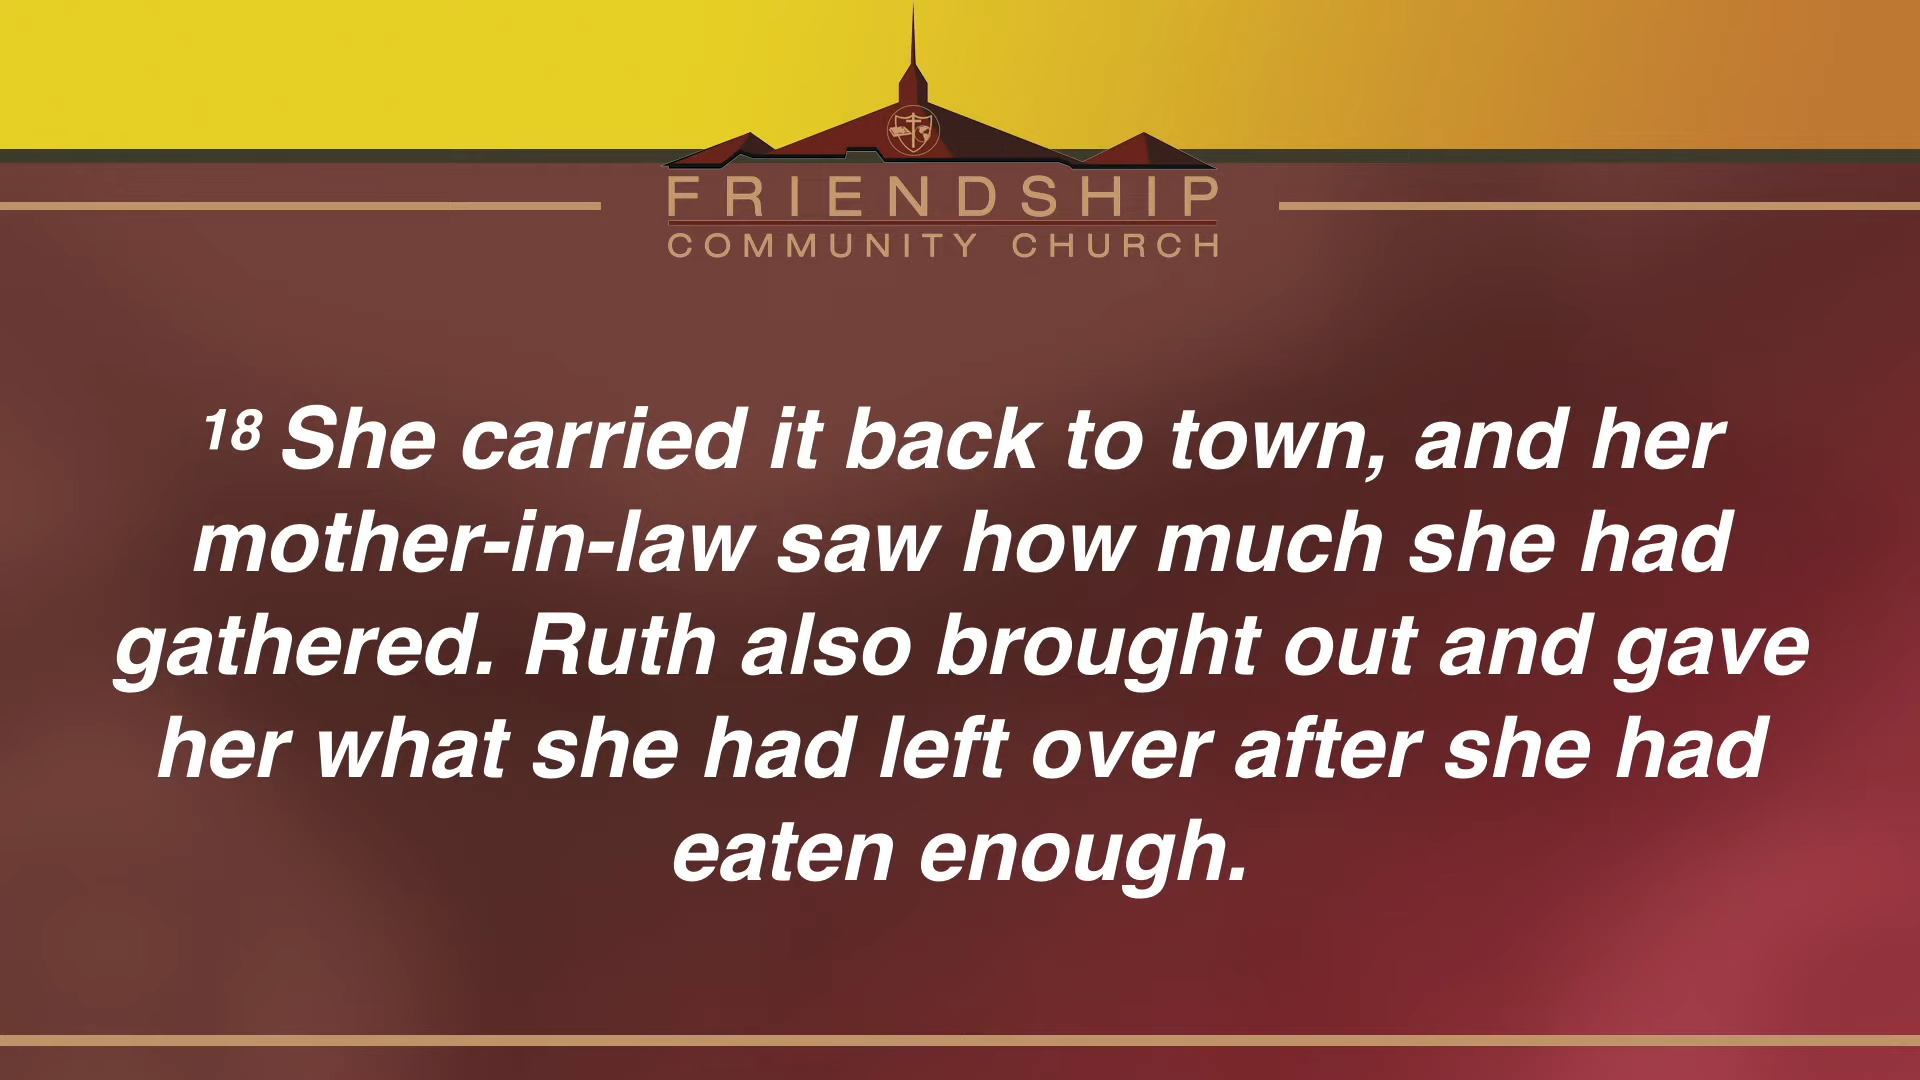 FRIENDSHIP
COMMUNITY CHURCH
18 She carried it back to town, and her
mother-in-law saw how much she had
gathered. Ruth also brought out and gave
her what she had left over after she had
eaten enough.